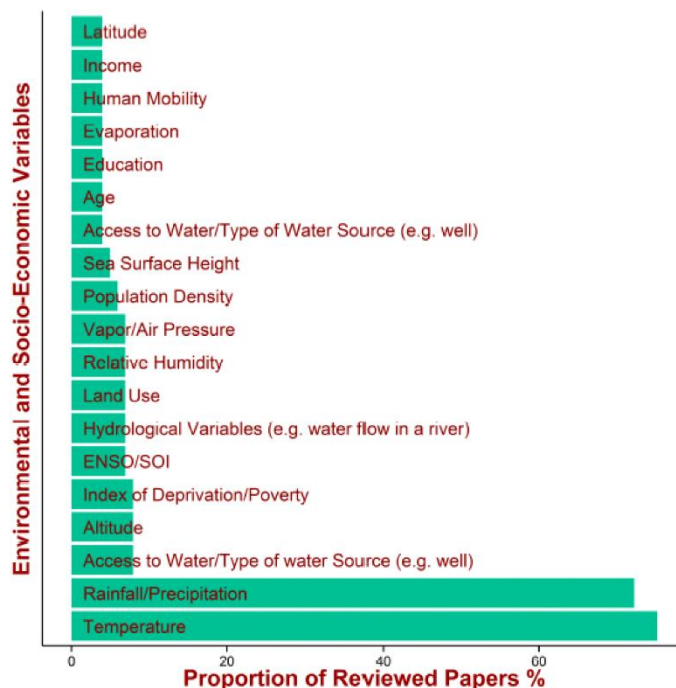 Environmental and Socio-Economic Variables
Latitude
Income
Human Mobility
Evaporation
Education
Age
Access to Water/Type of Water Source (e.g. well)
Sea Surface Height
Population Density
Vapor/Air Pressure
Relative Humidity
Land Use
Hydrological Variables (e.g. water flow in a river)
ENSO/SOI
Index of Deprivation/Poverty
Altitude
Access to Water/Type of water Source (e.g. well)
Rainfall/Precipitation
Temperature
0 20 40 60
Proportion of Reviewed Papers %